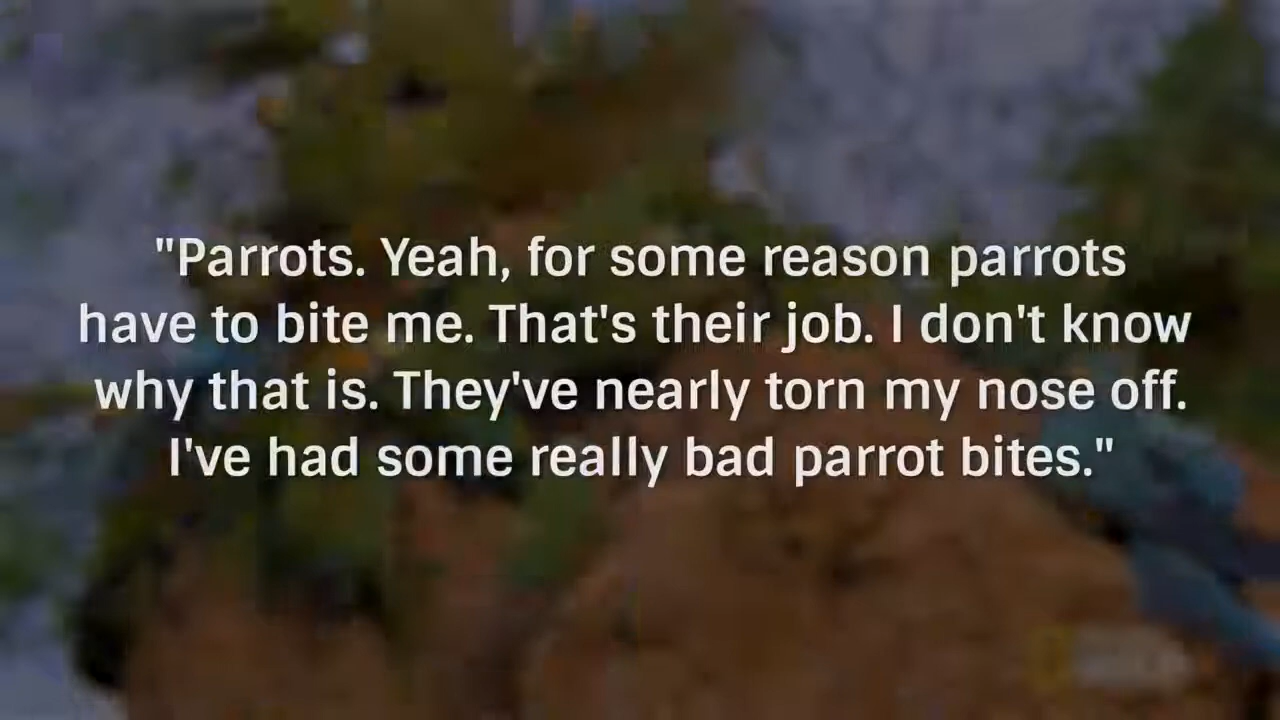 "Parrots. Yeah, for some reason parrots
have to bite me. That's their job. I don't know
why that is. They've nearly torn my nose off.
I've had some really bad parrot bites."